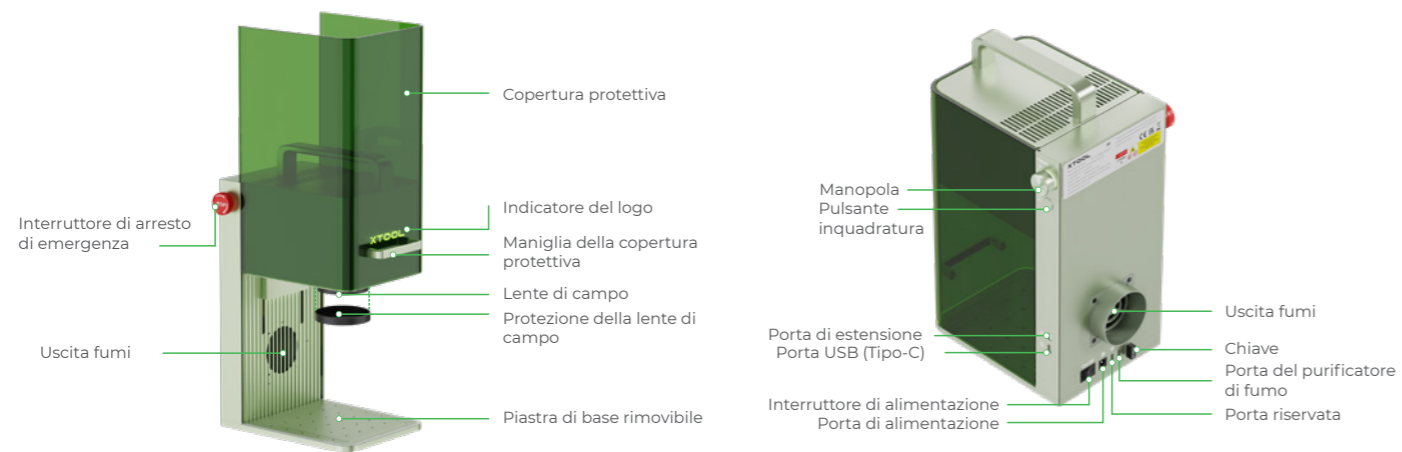 Copertura protettiva
Indicatore del logo
Interruttore di arresto
di emergenza
XTOOL
Maniglia della copertura
protettiva
Lente di campo
Protezione della lente di
campo
Uscita fumi
Piastra di base rimovibile
XTOOL
CE
Manopola
Pulsante
inquadratura
Uscita fumi
Porta di estensione
Porta USB (Tipo-C)
Chiave
Porta del purificatore
di fumo
Interruttore di alimentazione
Porta di alimentazione
Porta riservata